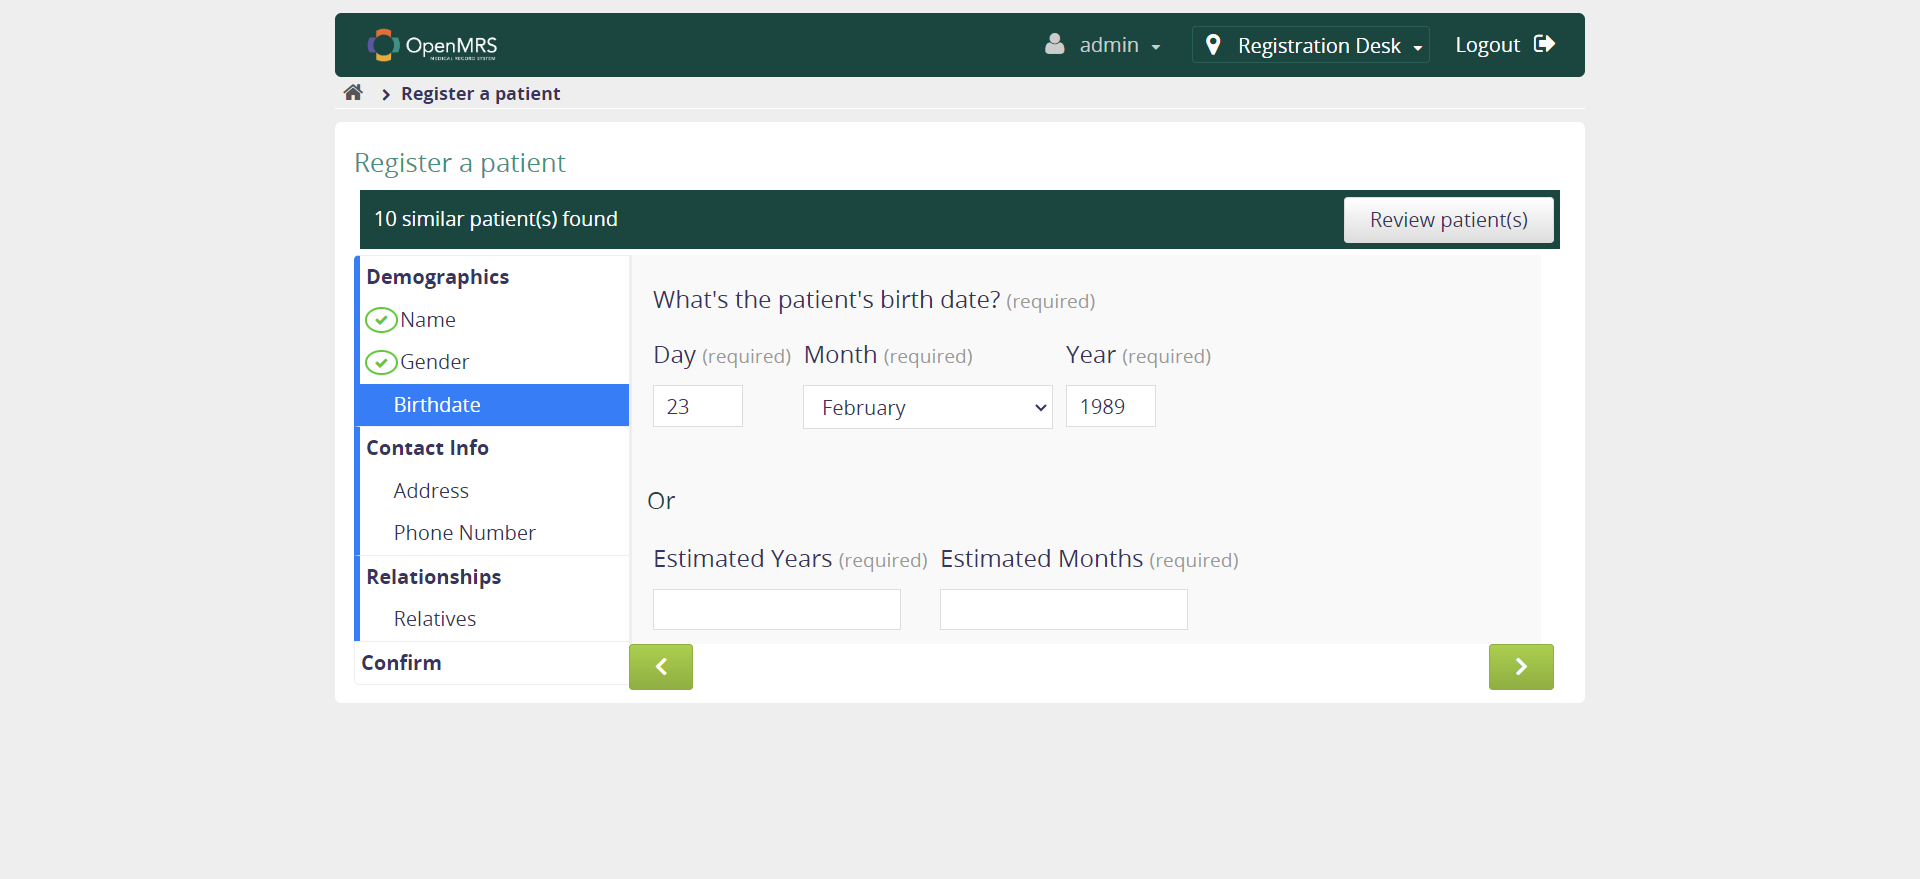 OpenMRS
MEDICAL RECORD SYSTEM
admin
Registration Desk
Logout
Register a patient
Register a patient
10 similar patient(s) found
Review patient(s)
Demographics
Name
Gender
Birthdate
Contact Info
Address
Phone Number
Relationships
Relatives
Confirm
What's the patient's birth date? (required)
Day (required) Month (required) Year (required)
23 February 1989
Or
Estimated Years (required) Estimated Months (required)